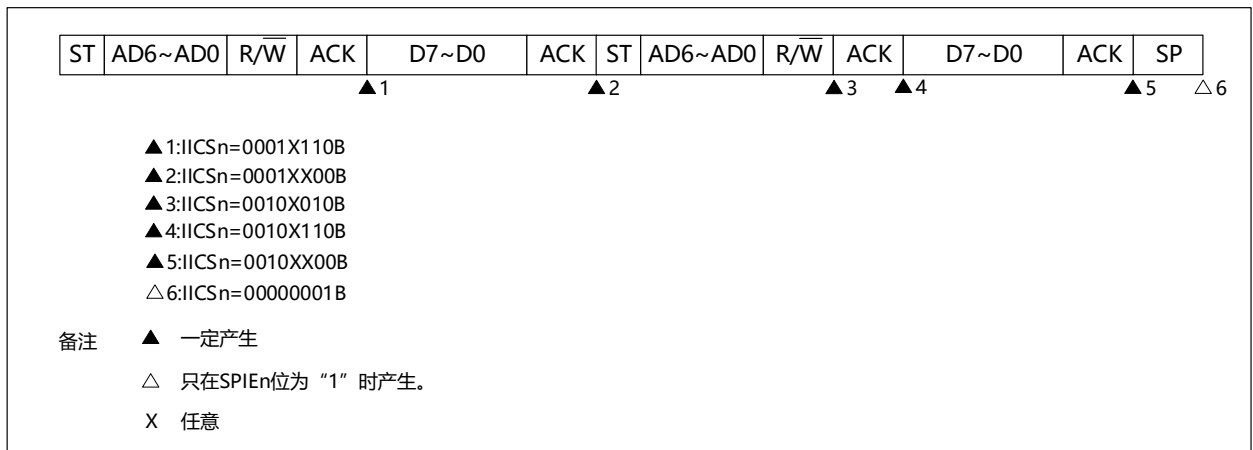 ST AD6~AD0 R/W̅ ACK D7~D0 ACK ST AD6~AD0 R/W̅ ACK D7~D0 ACK SP
▲1 ▲2 ▲3 ▲4 ▲5 △6
▲1:IICSn=0001X110B
▲2:IICSn=0001XX00B
▲3:IICSn=0010X010B
▲4:IICSn=0010X110B
▲5:IICSn=0010XX00B
△6:IICSn=00000001B
备注 ▲ 一定产生
△ 只在SPIEn位为“1”时产生。
X 任意